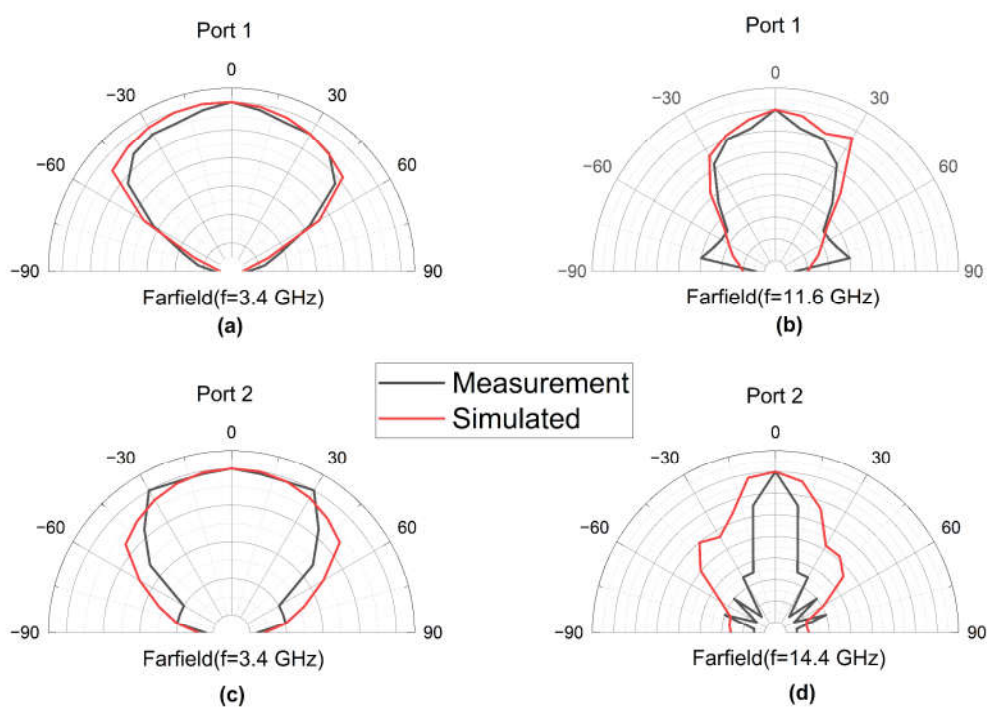 Port 1
0
−30
30
−60
60
−90
90
Farfield(f=3.4 GHz)
(a)
Port 1
0
−30
30
−60
60
−90
90
Farfield(f=11.6 GHz)
(b)
Measurement
Simulated
Port 2
0
−30
30
−60
60
−90
90
Farfield(f=3.4 GHz)
(c)
Port 2
0
−30
30
−60
60
−90
90
Farfield(f=14.4 GHz)
(d)